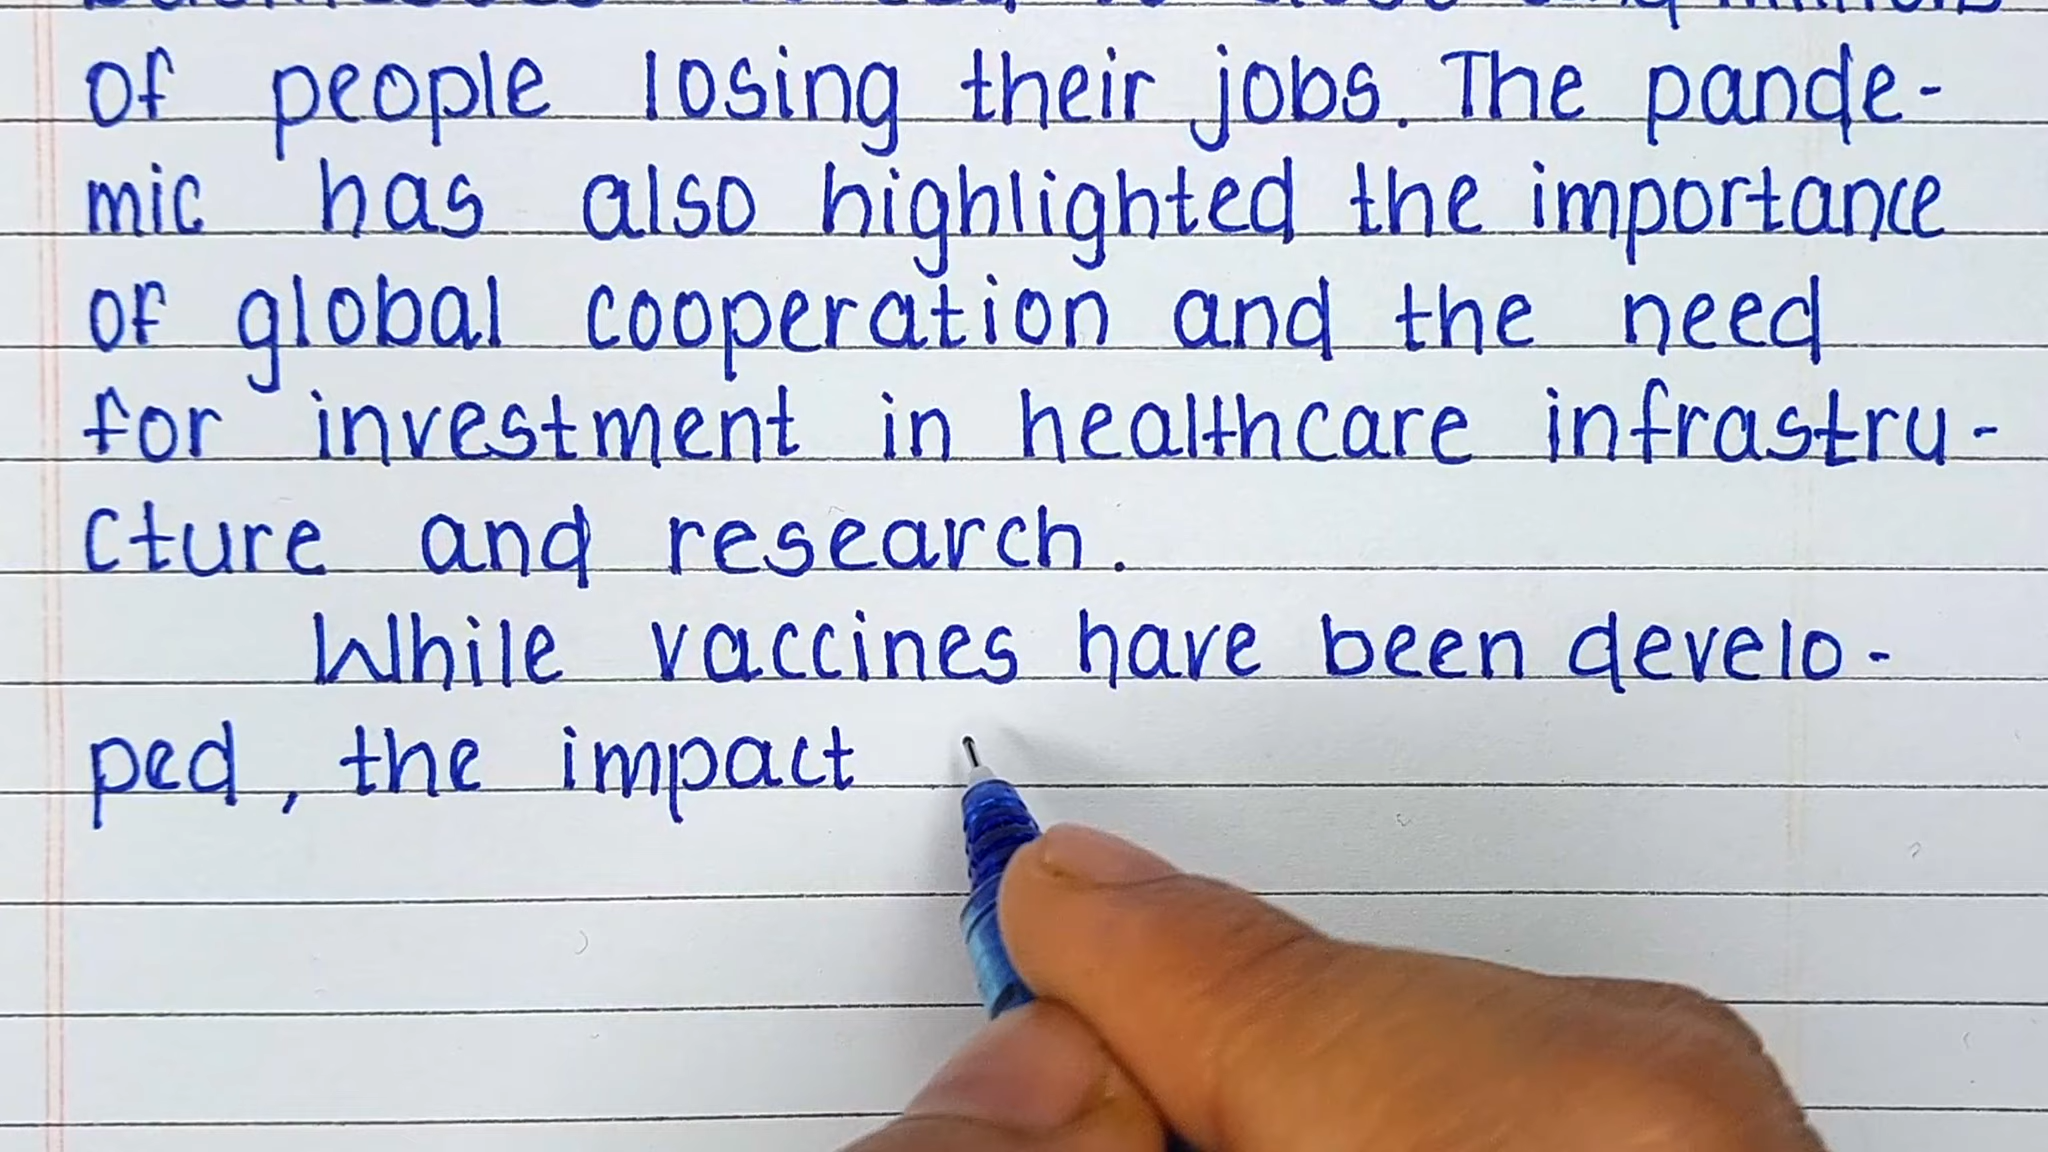 of people losing their jobs. The pande-
mic has also highlighted the importance
of global cooperation and the need
for investment in healthcare infrastru-
cture and research.
While vaccines have been develo-
ped, the impact